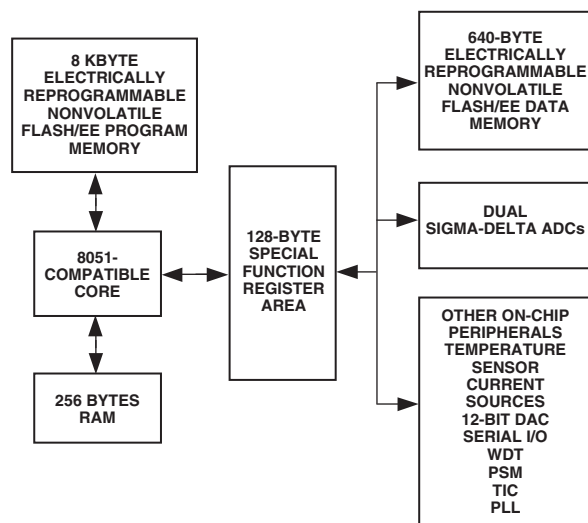 8 KBYTE
ELECTRICALLY
REPROGRAMMABLE
NONVOLATILE
FLASH/EE PROGRAM
MEMORY
8051-
COMPATIBLE
CORE
256 BYTES
RAM
128-BYTE
SPECIAL
FUNCTION
REGISTER
AREA
640-BYTE
ELECTRICALLY
REPROGRAMMABLE
NONVOLATILE
FLASH/EE DATA
MEMORY
DUAL
SIGMA-DELTA ADCs
OTHER ON-CHIP
PERIPHERALS
TEMPERATURE
SENSOR
CURRENT
SOURCES
12-BIT DAC
SERIAL I/O
WDT
PSM
TIC
PLL